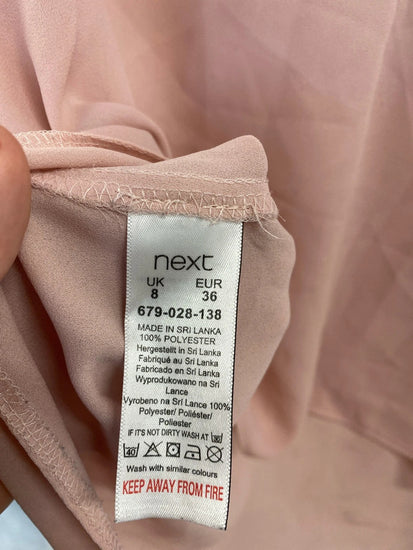 next
UK EUR
8 36
679-028-138
MADE IN SRI LANKA
100% POLYESTER
Hergestellt in Sri Lanka
Fabriqué au Sri Lanka
Fabricado en Sri Lanka
Wyprodukowano na Sri
Lance
Vyrobeno na Srí Lance 100%
Polyester/ Poliéster/
Poliester
IF IT'S NOT DIRTY WASH AT 30
40
Wash with similar colours
KEEP AWAY FROM FIRE